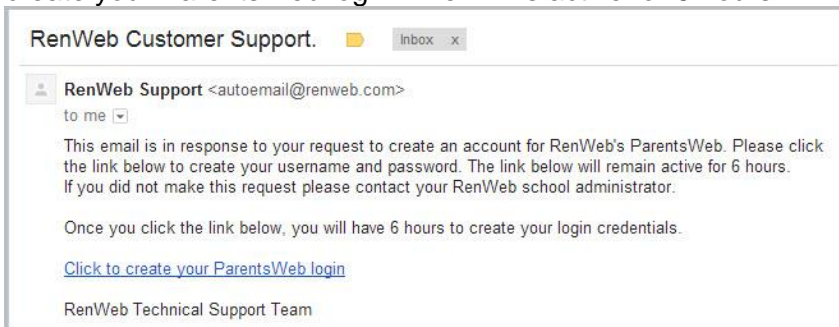 RenWeb Customer Support.
Inbox x
RenWeb Support <autoemail@renweb.com>
to me
This email is in response to your request to create an account for RenWeb's ParentsWeb. Please click
the link below to create your username and password. The link below will remain active for 6 hours.
If you did not make this request please contact your RenWeb school administrator.
Once you click the link below, you will have 6 hours to create your login credentials.
Click to create your ParentsWeb login
RenWeb Technical Support Team